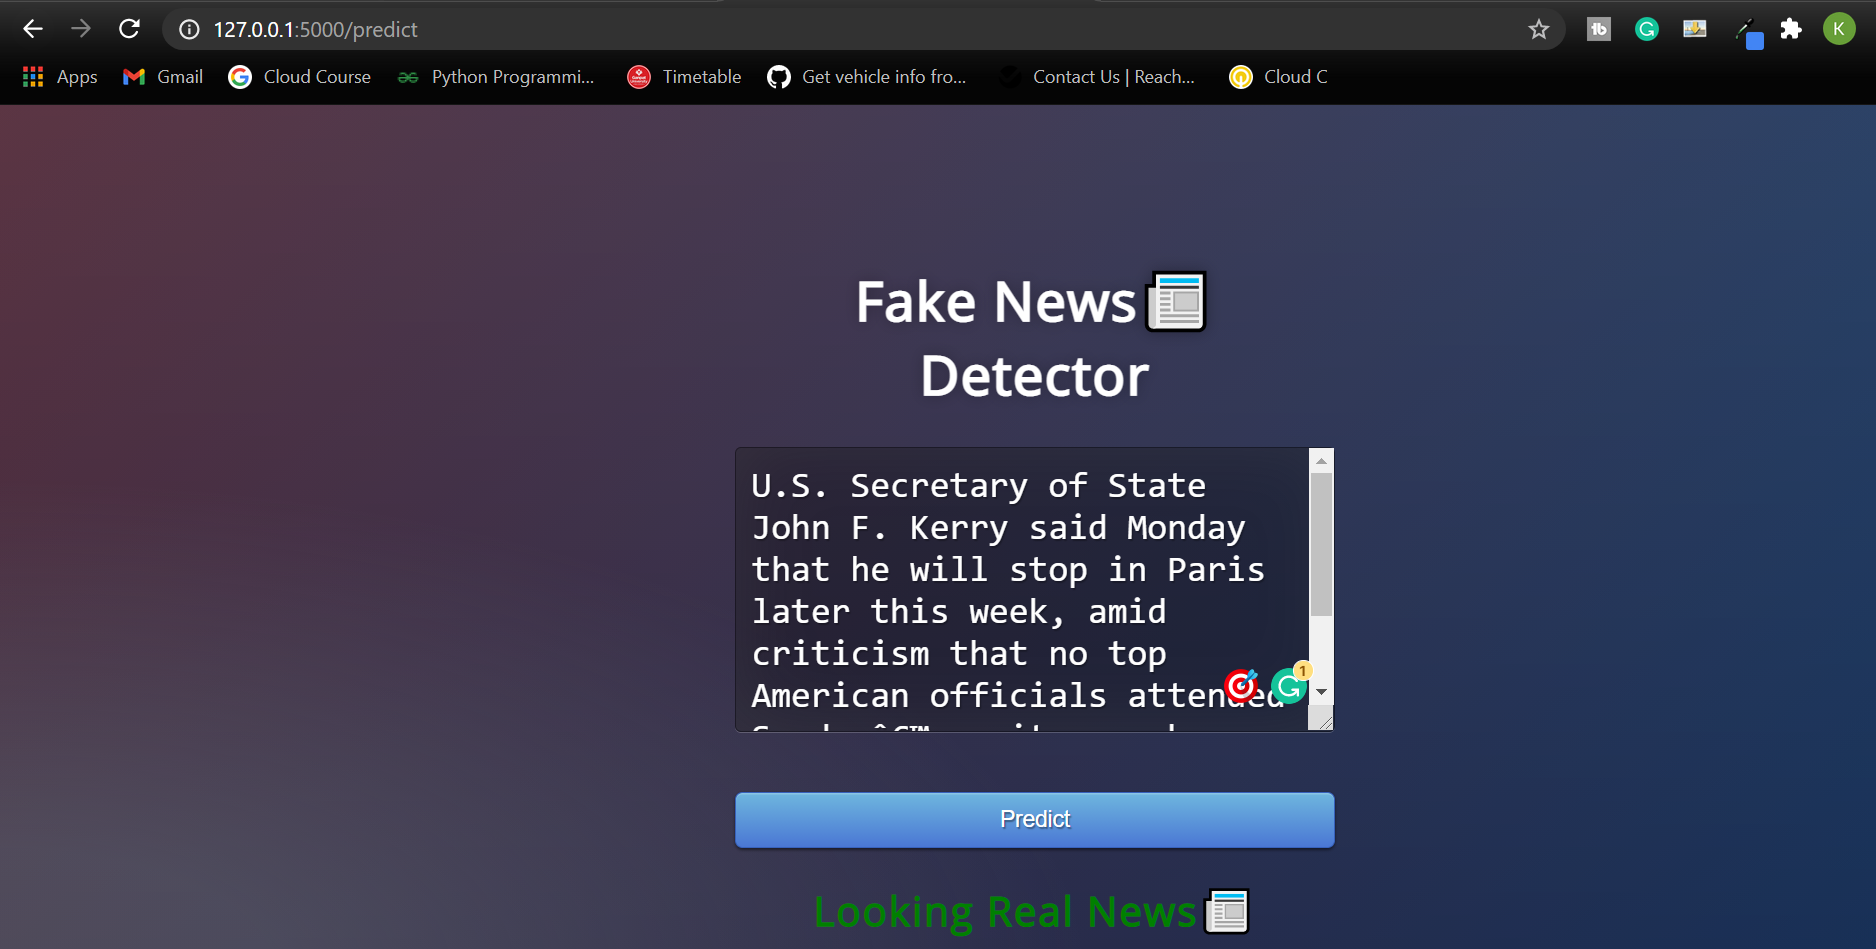 127.0.0.1:5000/predict
K
Apps Gmail Cloud Course Python Programmi... Timetable Get vehicle info fro... Contact Us | Reach... Cloud C
Fake News
Detector
U.S. Secretary of State
John F. Kerry said Monday
that he will stop in Paris
later this week, amid
criticism that no top
American officials attended
1
Predict
Looking Real News